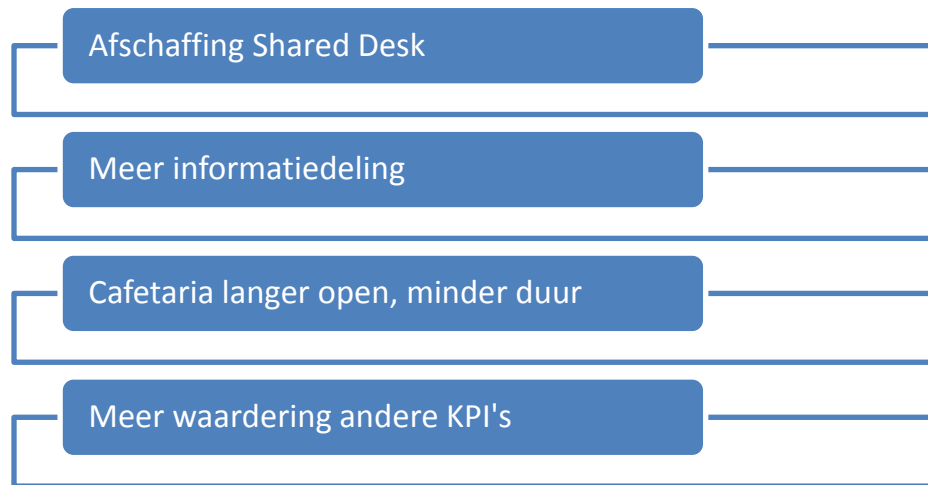 Afschaffing Shared Desk
Meer informatiedeling
Cafetaria langer open, minder duur
Meer waardering andere KPI's